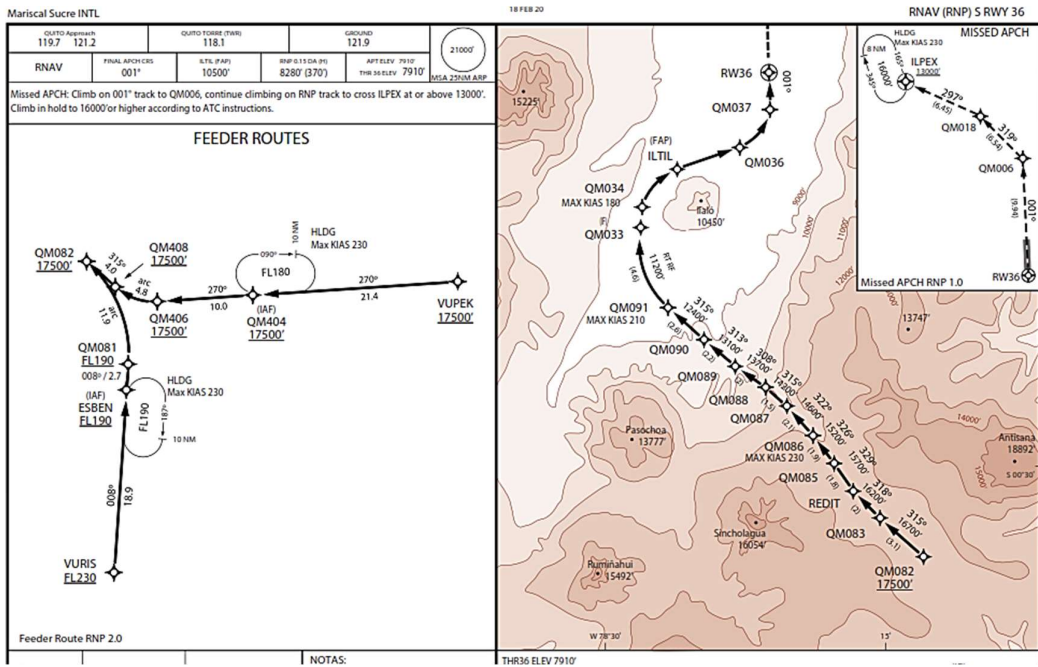 Mariscal Sucre INTL
18 FEB 20
RNAV (RNP) S RWY 36
QUITO Approach
119.7 121.2
QUITO TORRE (TWR)
118.1
GROUND
121.9
RNAV
FINAL APCH CRS
001°
ILTIL (FAP)
10500'
RNP 0.15 DA (H)
8280' (370')
APT ELEV 7910'
THR 36 ELEV 7910'
21000'
MSA 25NM ARP
Missed APCH: Climb on 001° track to QM006, continue climbing on RNP track to cross ILPEX at or above 13000'.
Climb in hold to 16000'or higher according to ATC instructions.
FEEDER ROUTES
QM082
17500'
315°
4.0
QM408
17500'
arc
4.8
QM406
17500'
270°
10.0
090°
10 NM
HLDG
Max KIAS 230
FL180
(IAF)
QM404
17500'
270°
21.4
VUPEK
17500'
arc
11.9
QM081
FL190
008° / 2.7
(IAF)
ESBEN
FL190
HLDG
Max KIAS 230
FL190
187°
10 NM
008°
18.9
VURIS
FL230
Feeder Route RNP 2.0
NOTAS:
15225'
RW36
001°
QM037
QM036
(FAP)
ILTIL
QM034
MAX KIAS 180
(F)
QM033
Ilaló
10450'
9000'
10000'
11000'
12000'
RT RF
11200'
(4.6)
QM091
MAX KIAS 210
315°
12400'
(2.6)
QM090
313°
13100'
(2.2)
QM089
308°
13700'
(2)
QM088
315°
14200'
(1.5)
QM087
322°
14600'
(2.1)
QM086
MAX KIAS 230
326°
15200'
(1.9)
QM085
329°
15700'
(1.8)
REDIT
318°
16200'
(2)
QM083
315°
16700'
(3.1)
QM082
17500'
Pasochoa
13777'
Sincholagua
16054'
Rumiñahui
15492'
13747'
14000'
15000'
Antisana
18892'
S 00°30'
W 78°30'
15'
THR36 ELEV 7910'
MISSED APCH
HLDG
Max KIAS 230
8 NM
165°
16000'
345°
ILPEX
13000'
297°
(6.45)
QM018
319°
(6.54)
QM006
001°
(9.94)
RW36
Missed APCH RNP 1.0